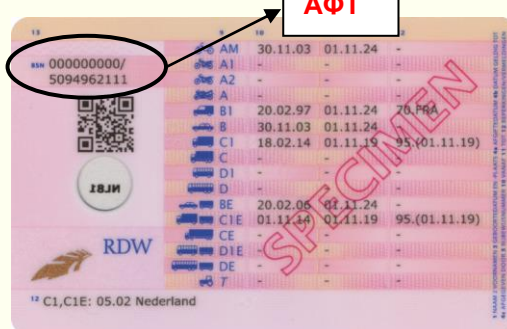 ΑΦΤ
13 9 10 12
BSN 000000000/
5094962111
AM 30.11.03 01.11.24 -
A1 - - -
A2 - - -
A - - -
B1 20.02.97 01.11.24 70.FRA
B 30.11.03 01.11.24 -
C1 18.02.14 01.11.19 95.(01.11.19)
C - - -
D1 - - -
D - - -
BE 20.02.06 01.11.24 -
C1E 01.11.14 01.11.19 95.(01.11.19)
CE - - -
D1E - - -
DE - - -
T - - -
NL81
RDW
SPECIMEN
12 C1,C1E: 05.02 Nederland